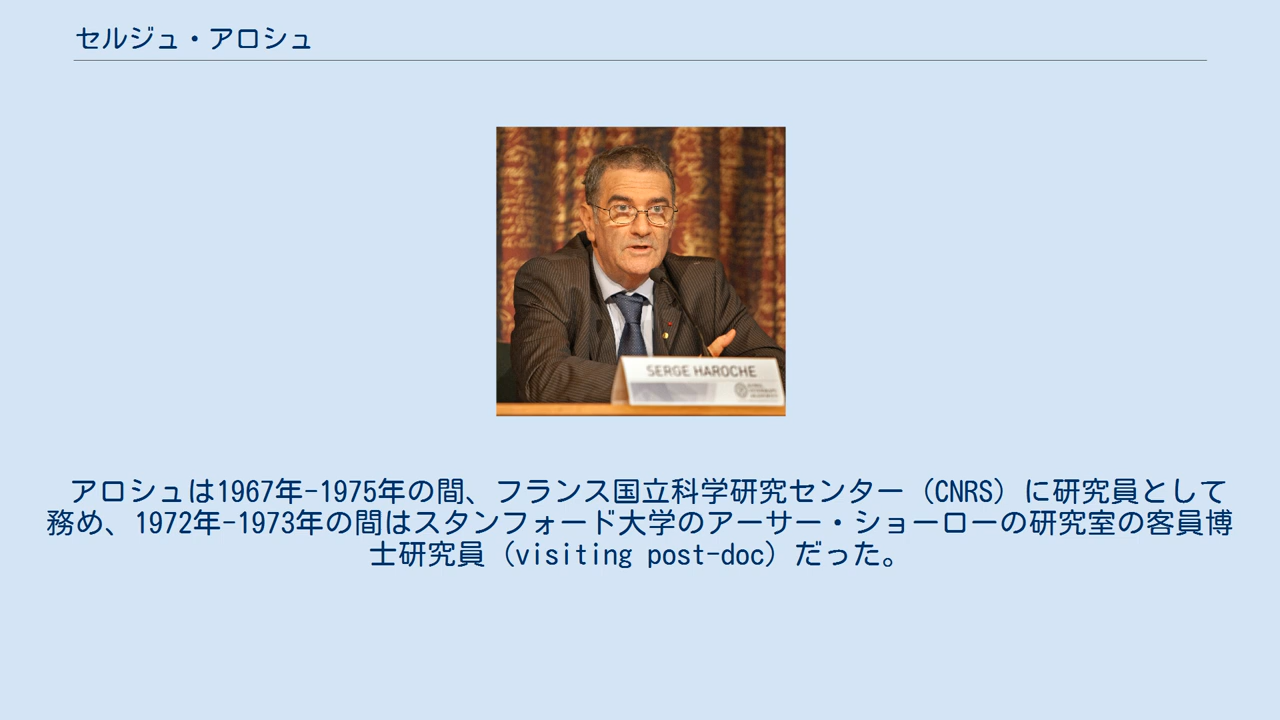 セルジュ・アロシュ
SERGE HAROCHE
アロシュは1967年-1975年の間、フランス国立科学研究センター（CNRS）に研究員として
務め、1972年-1973年の間はスタンフォード大学のアーサー・ショーローの研究室の客員博
士研究員（visiting post-doc）だった。